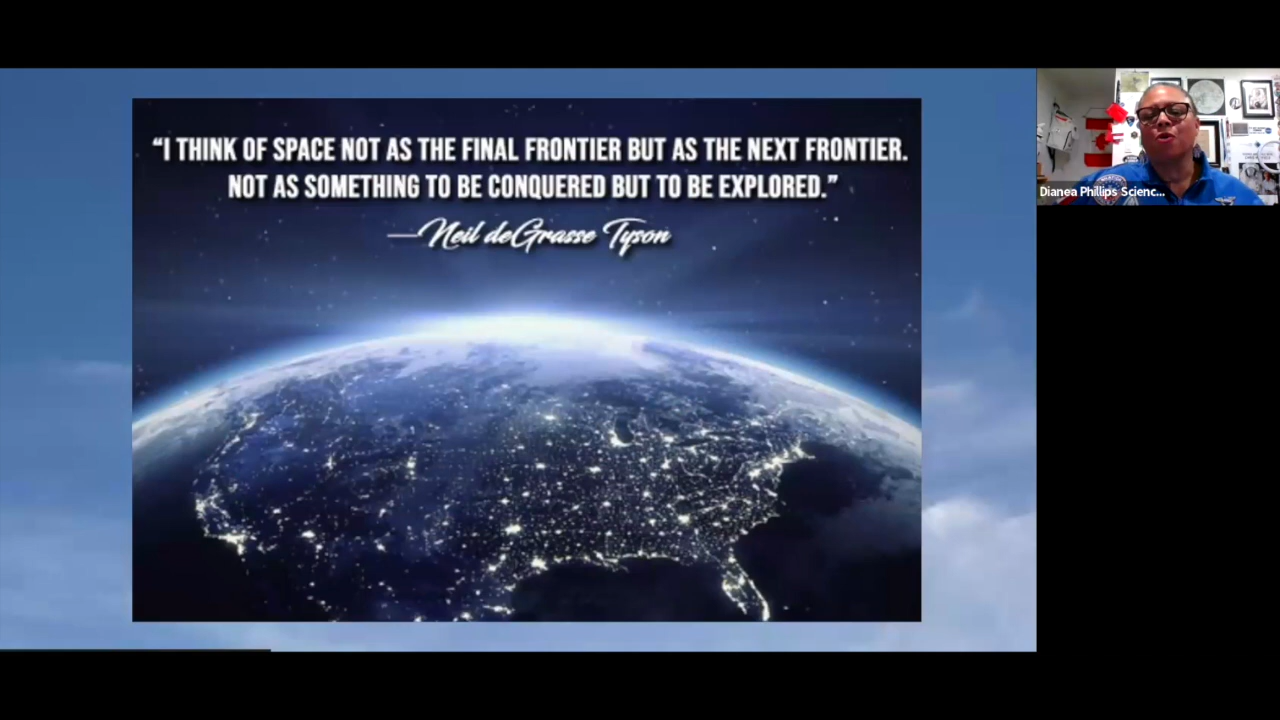 “I THINK OF SPACE NOT AS THE FINAL FRONTIER BUT AS THE NEXT FRONTIER.
NOT AS SOMETHING TO BE CONQUERED BUT TO BE EXPLORED.”
—Neil deGrasse Tyson
Dianea Phillips Scienc...